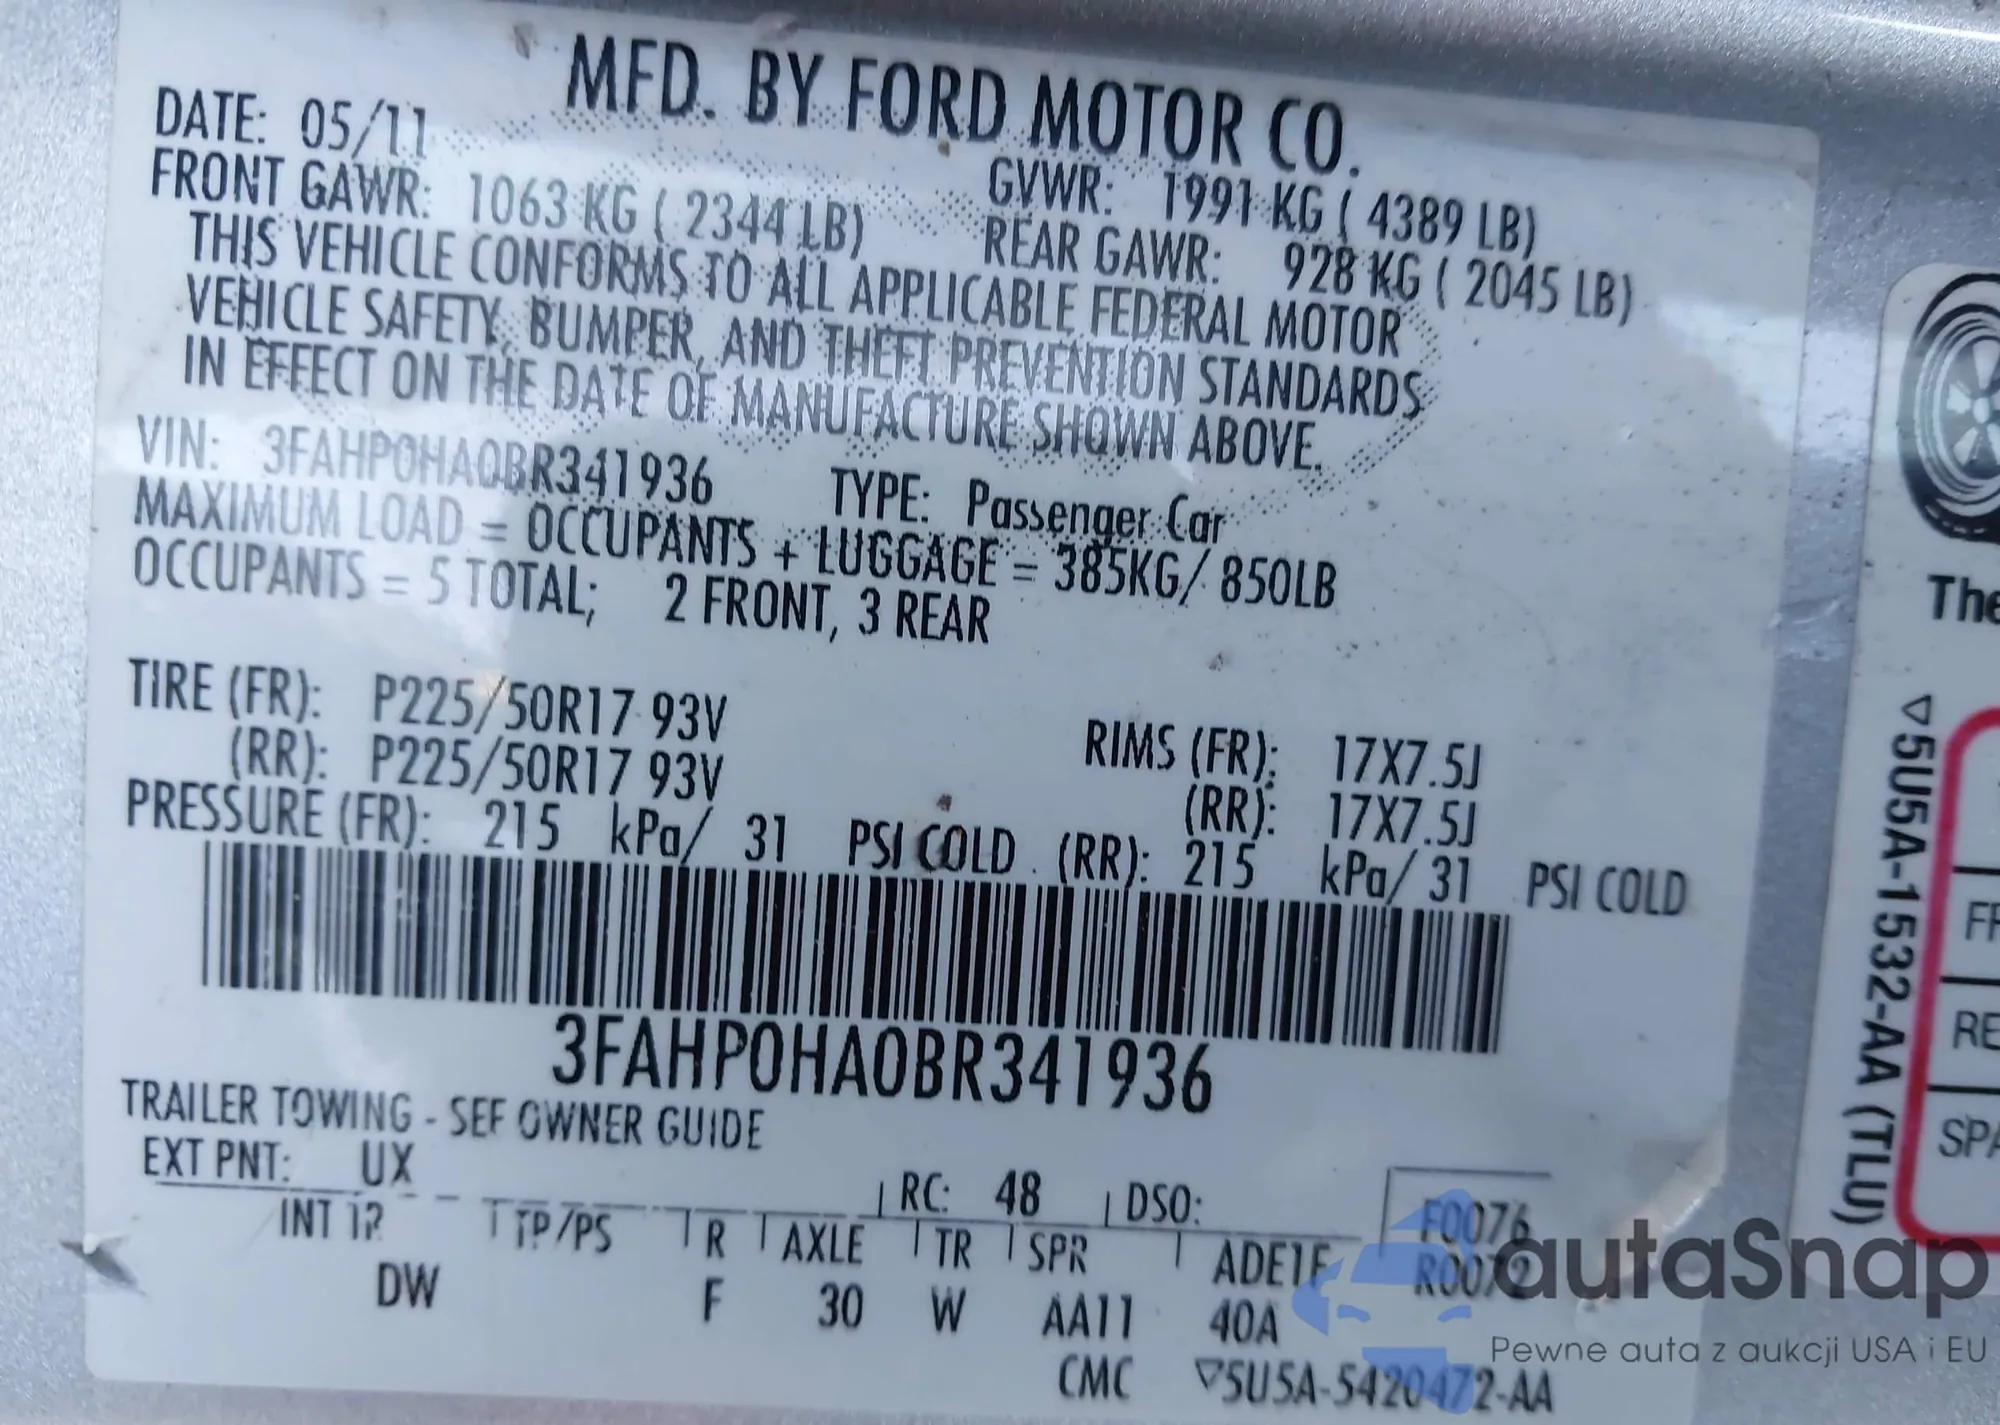 MFD. BY FORD MOTOR CO.
DATE: 05/11
GVWR: 1991 KG ( 4389 LB)
FRONT GAWR: 1063 KG ( 2344 LB)
REAR GAWR: 928 KG ( 2045 LB)
THIS VEHICLE CONFORMS TO ALL APPLICABLE FEDERAL MOTOR
VEHICLE SAFETY, BUMPER, AND THEFT PREVENTION STANDARDS
IN EFFECT ON THE DATE OF MANUFACTURE SHOWN ABOVE.
VIN: 3FAHP0HA0BR341936 TYPE: Passenger Car
MAXIMUM LOAD = OCCUPANTS + LUGGAGE = 385KG/ 850LB
OCCUPANTS = 5 TOTAL; 2 FRONT, 3 REAR
TIRE (FR): P225/50R17 93V RIMS (FR): 17X7.5J
(RR): P225/50R17 93V (RR): 17X7.5J
PRESSURE (FR): 215 kPa/ 31 PSI COLD (RR): 215 kPa/ 31 PSI COLD
3FAHP0HA0BR341936
TRAILER TOWING - SEE OWNER GUIDE
EXT PNT: UX RC: 48 DSO: F0076
R0072
INT TR TP/PS R AXLE TR SPR ADE1F
DW F 30 W AA11 40A
CMC ▽5U5A-5420472-AA
The
▽5U5A-1532-AA (TLU)
FR
RE
SPA
autaSnap
Pewne auta z aukcji USA i EU